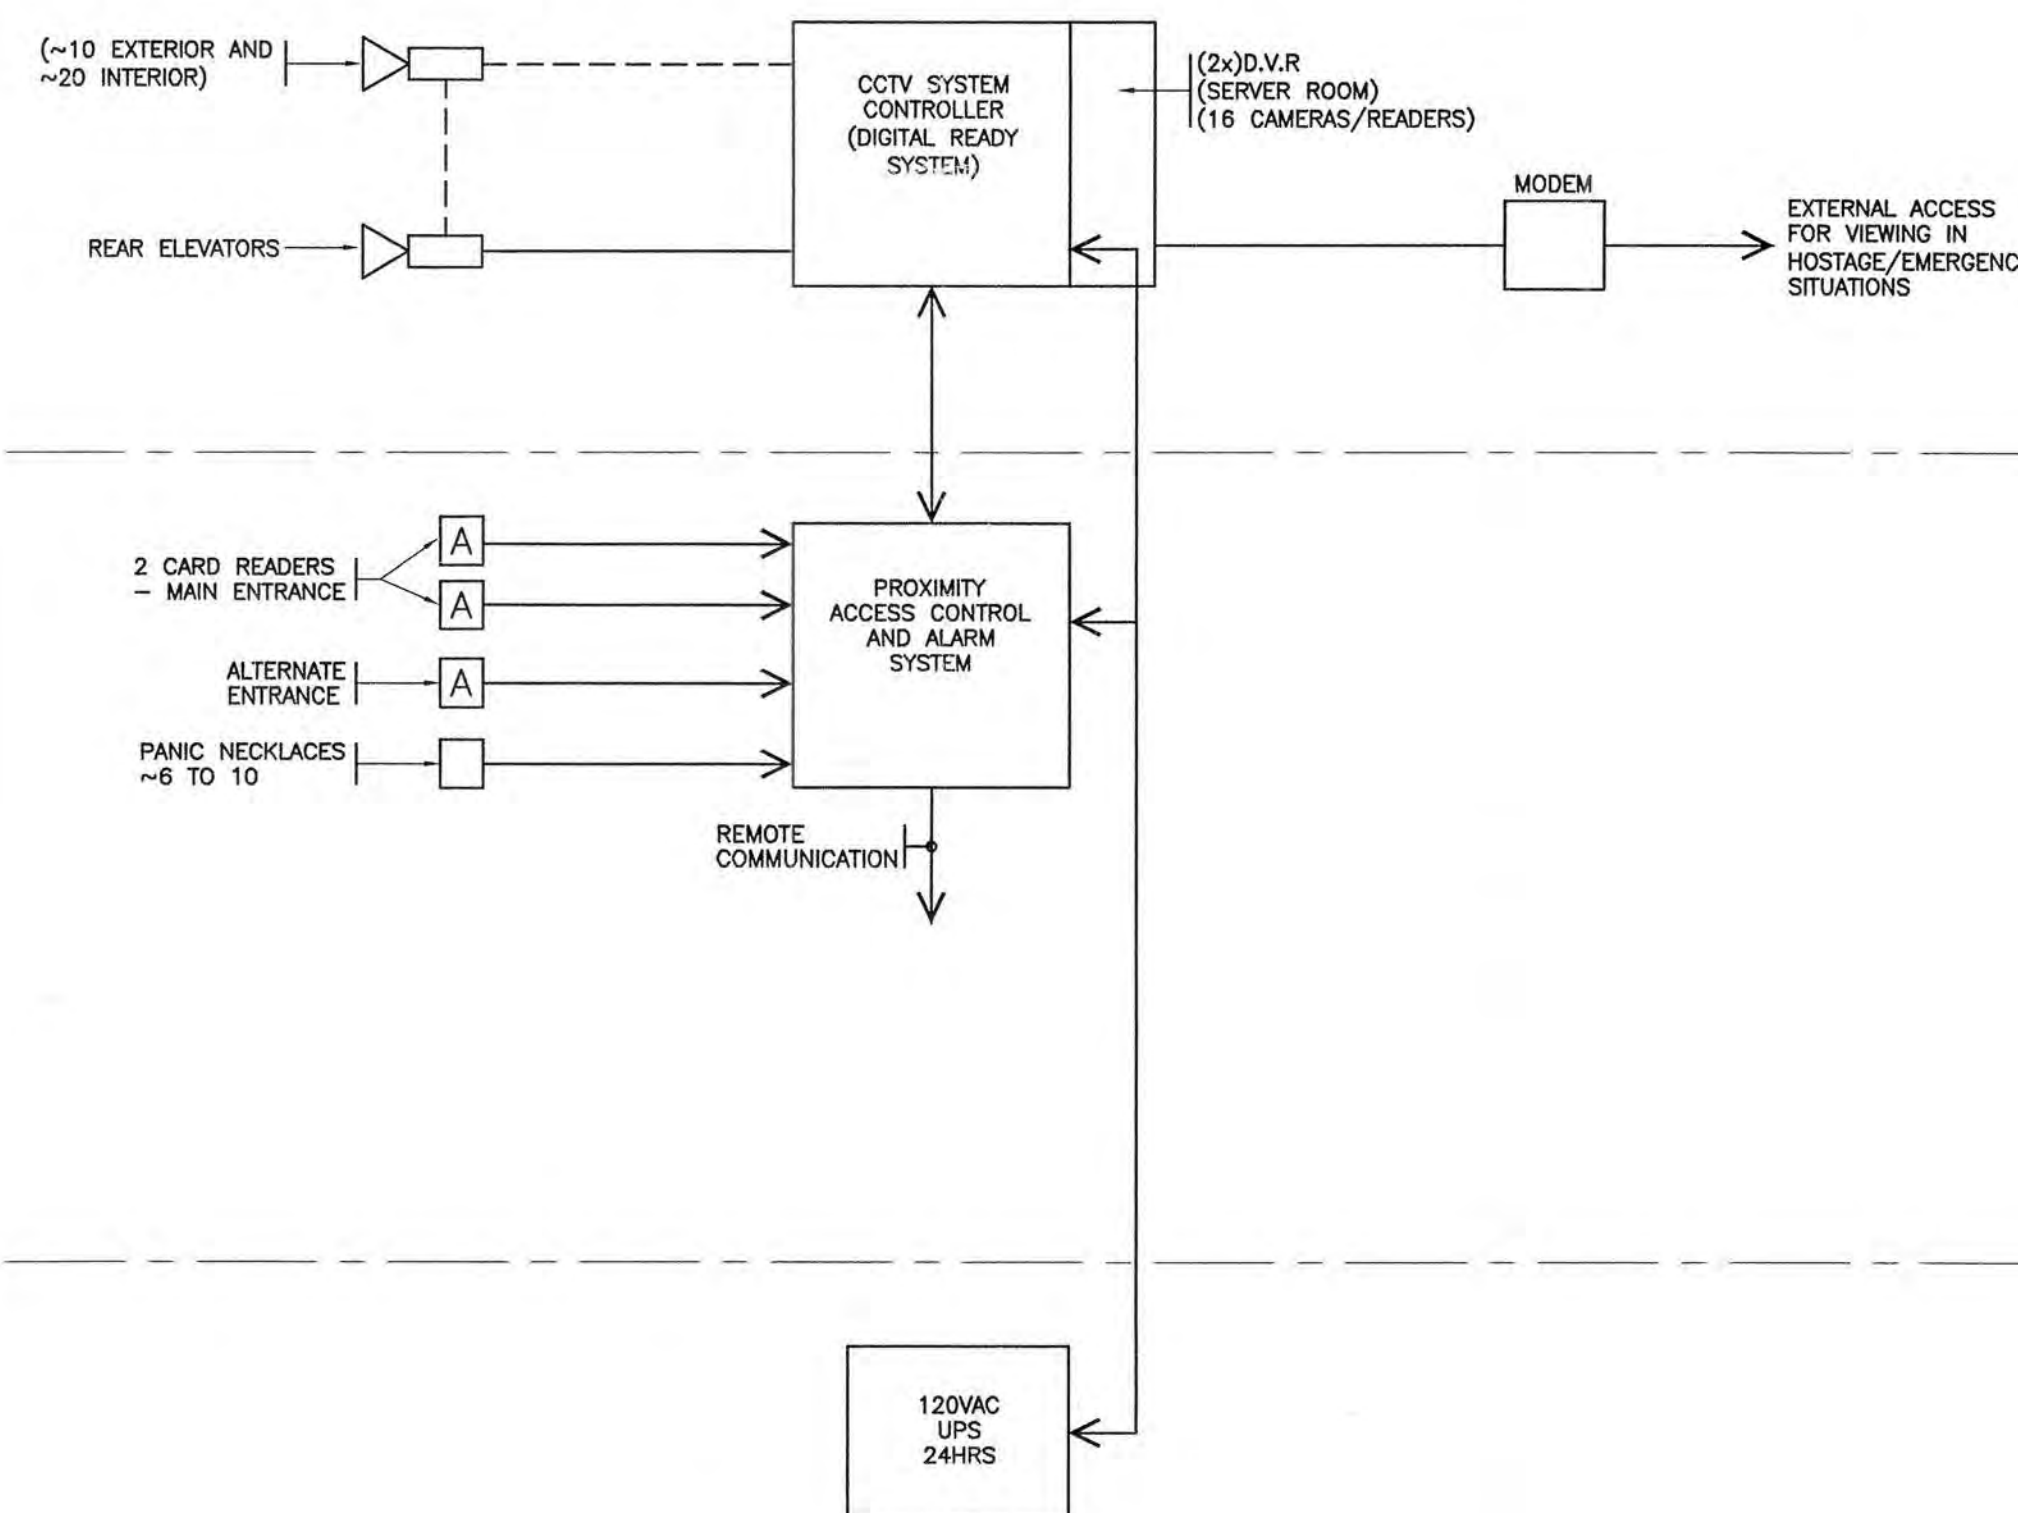 (~10 EXTERIOR AND
~20 INTERIOR)
CCTV SYSTEM
CONTROLLER
(DIGITAL READY
SYSTEM)
(2x)D.V.R
(SERVER ROOM)
(16 CAMERAS/READERS)
MODEM
EXTERNAL ACCESS
FOR VIEWING IN
HOSTAGE/EMERGENC
SITUATIONS
REAR ELEVATORS
2 CARD READERS
– MAIN ENTRANCE
A
A
PROXIMITY
ACCESS CONTROL
AND ALARM
SYSTEM
ALTERNATE
ENTRANCE
A
PANIC NECKLACES
~6 TO 10
REMOTE
COMMUNICATION
120VAC
UPS
24HRS